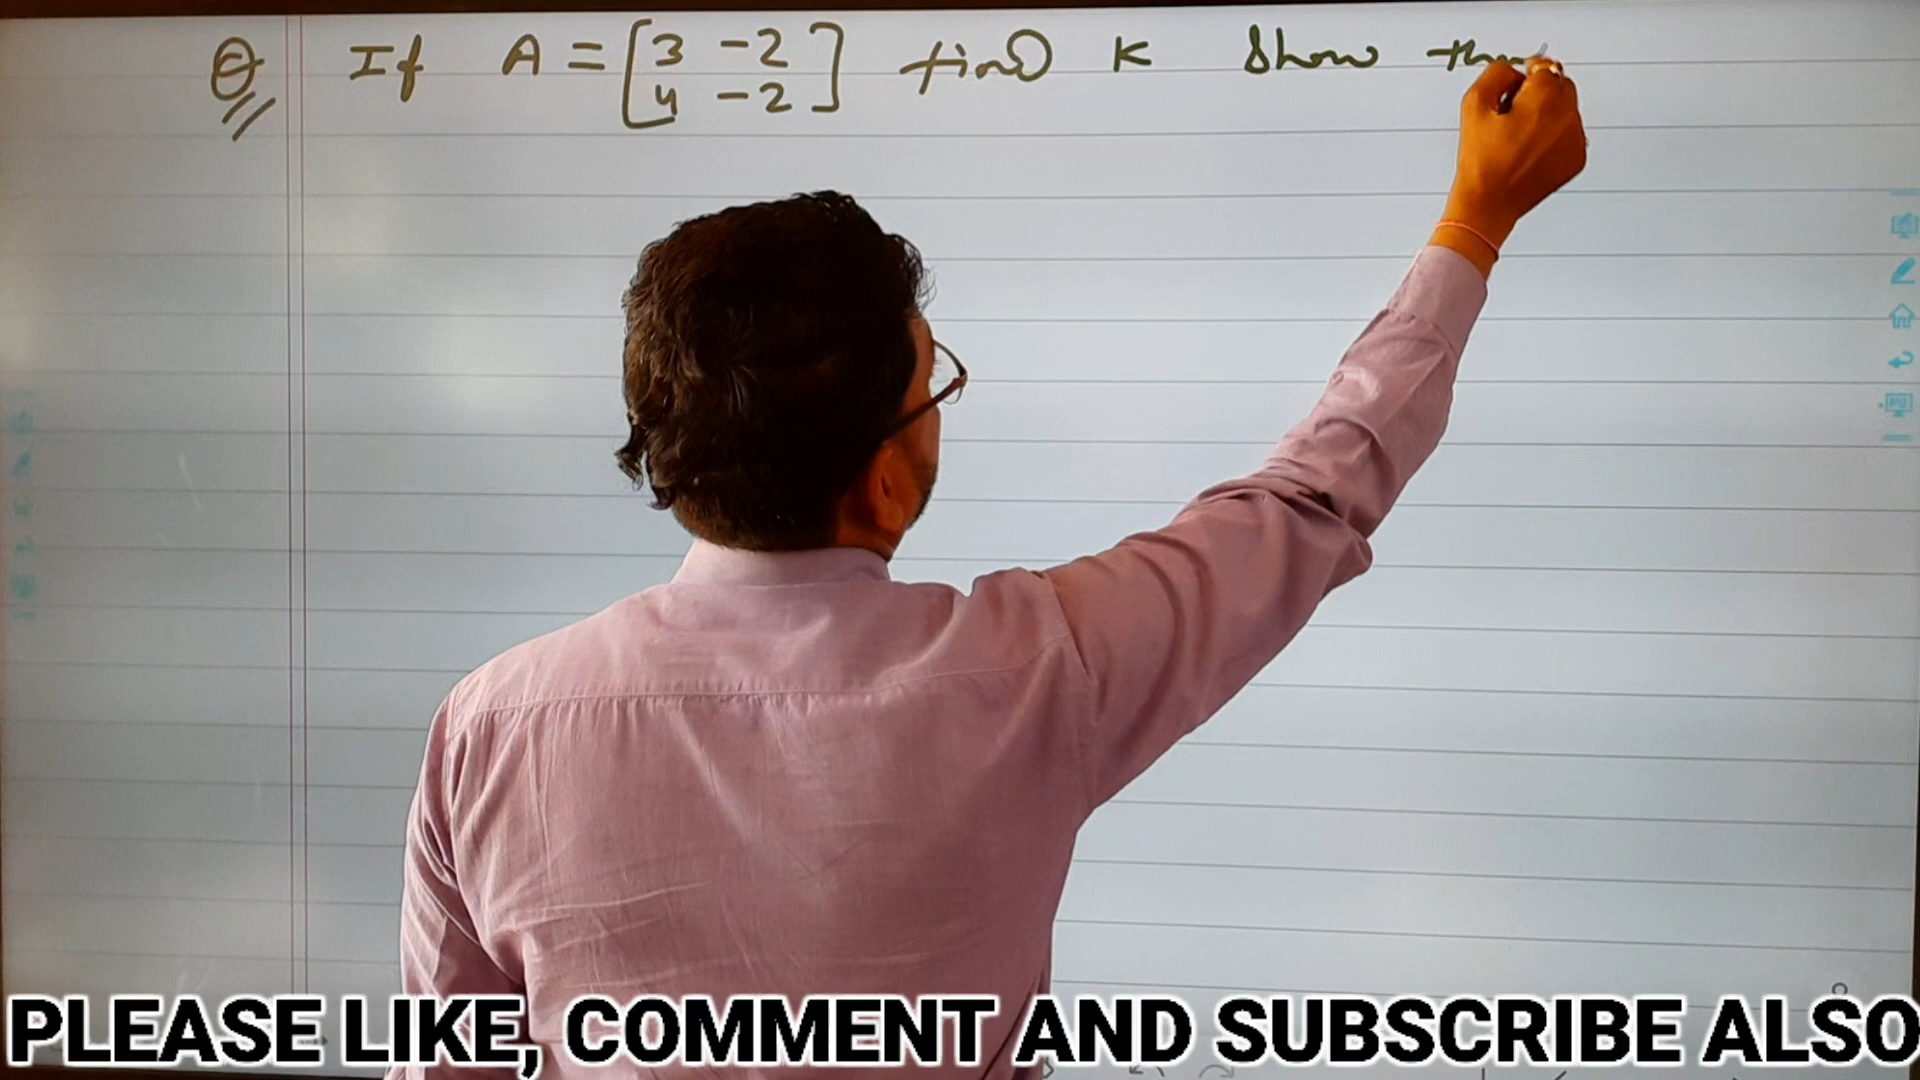 Q If A = [3 -2] find K Show
[4 -2]
PLEASE LIKE, COMMENT AND SUBSCRIBE ALSO